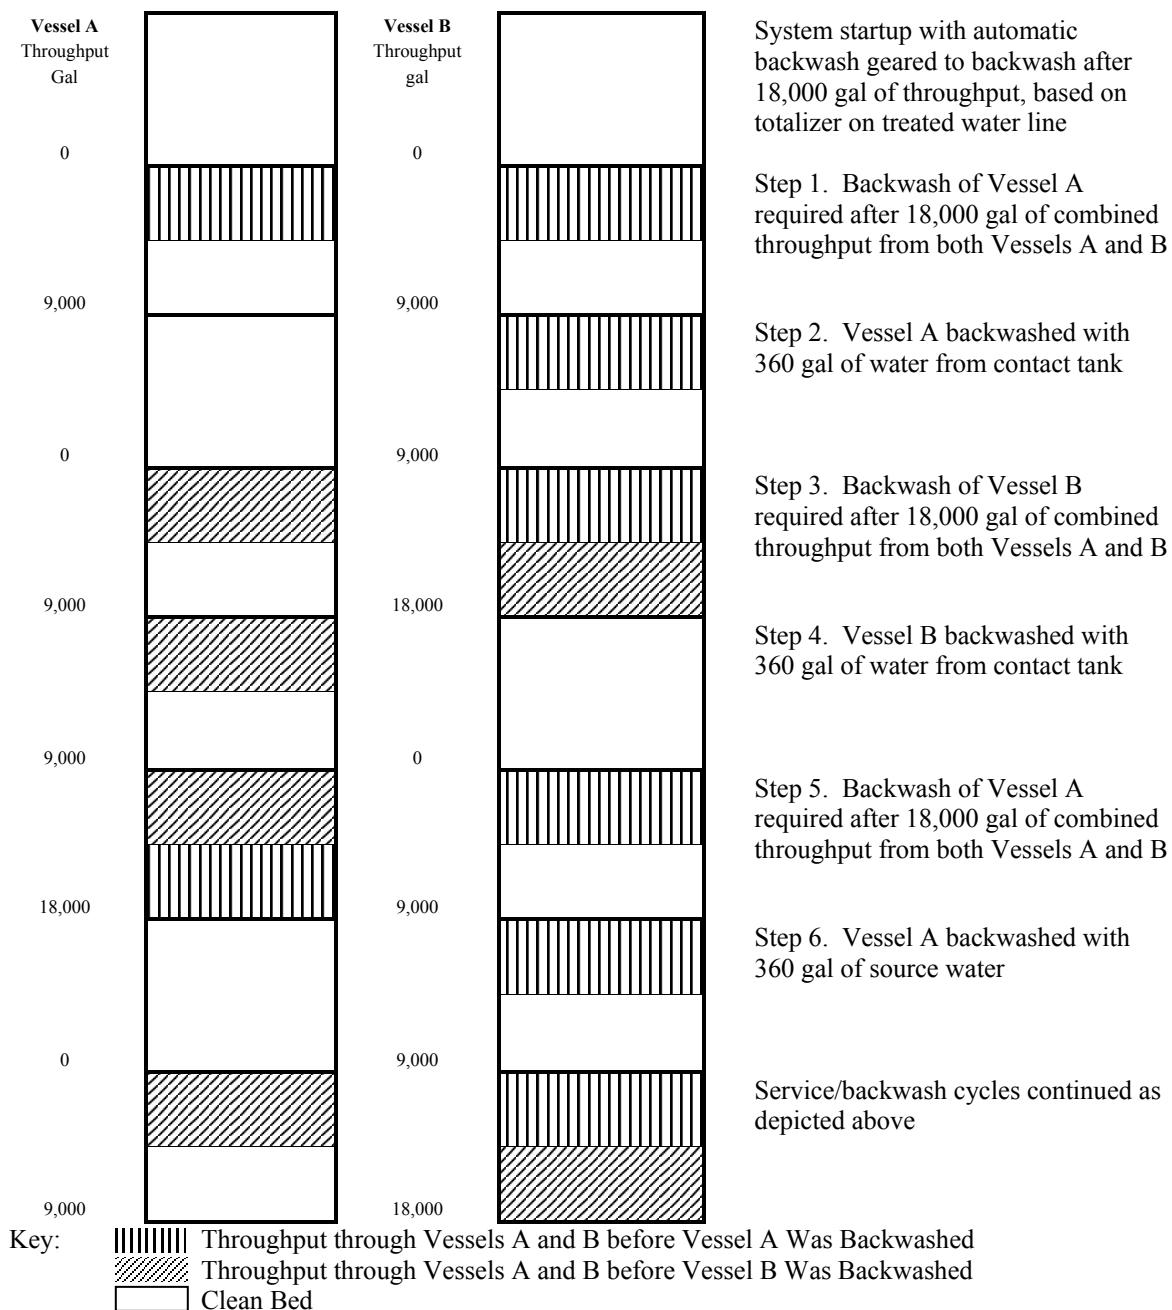 Vessel A
Throughput
Gal
Vessel B
Throughput
gal
System startup with automatic
backwash geared to backwash after
18,000 gal of throughput, based on
totalizer on treated water line
0
0
Step 1.  Backwash of Vessel A
required after 18,000 gal of combined
throughput from both Vessels A and B
9,000
9,000
Step 2.  Vessel A backwashed with
360 gal of water from contact tank
0
9,000
Step 3.  Backwash of Vessel B
required after 18,000 gal of combined
throughput from both Vessels A and B
9,000
18,000
Step 4.  Vessel B backwashed with
360 gal of water from contact tank
9,000
0
Step 5.  Backwash of Vessel A
required after 18,000 gal of combined
throughput from both Vessels A and B
18,000
9,000
Step 6.  Vessel A backwashed with
360 gal of source water
0
9,000
Service/backwash cycles continued as
depicted above
9,000
18,000
Key:
Throughput through Vessels A and B before Vessel A Was Backwashed
Throughput through Vessels A and B before Vessel B Was Backwashed
Clean Bed